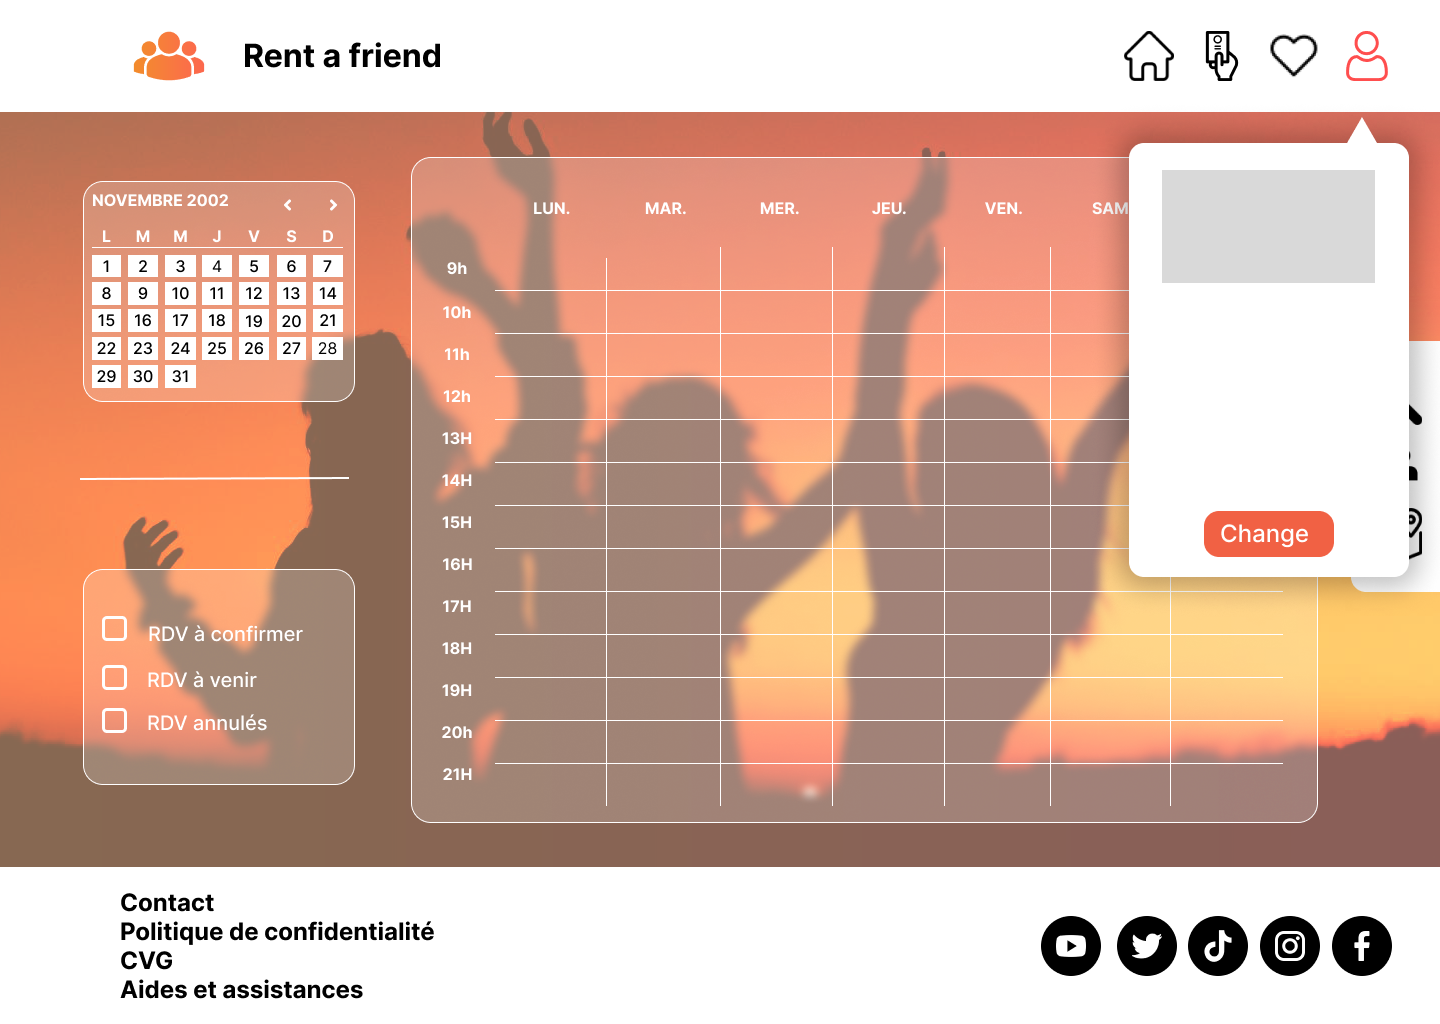 Rent a friend
NOVEMBRE 2002
L M M J V S D
1 2 3 4 5 6 7
8 9 10 11 12 13 14
15 16 17 18 19 20 21
22 23 24 25 26 27 28
29 30 31
RDV à confirmer
RDV à venir
RDV annulés
LUN. MAR. MER. JEU. VEN. SAM
9h
10h
11h
12h
13H
14H
15H
16H
17H
18H
19H
20h
21H
Change
Contact
Politique de confidentialité
CVG
Aides et assistances